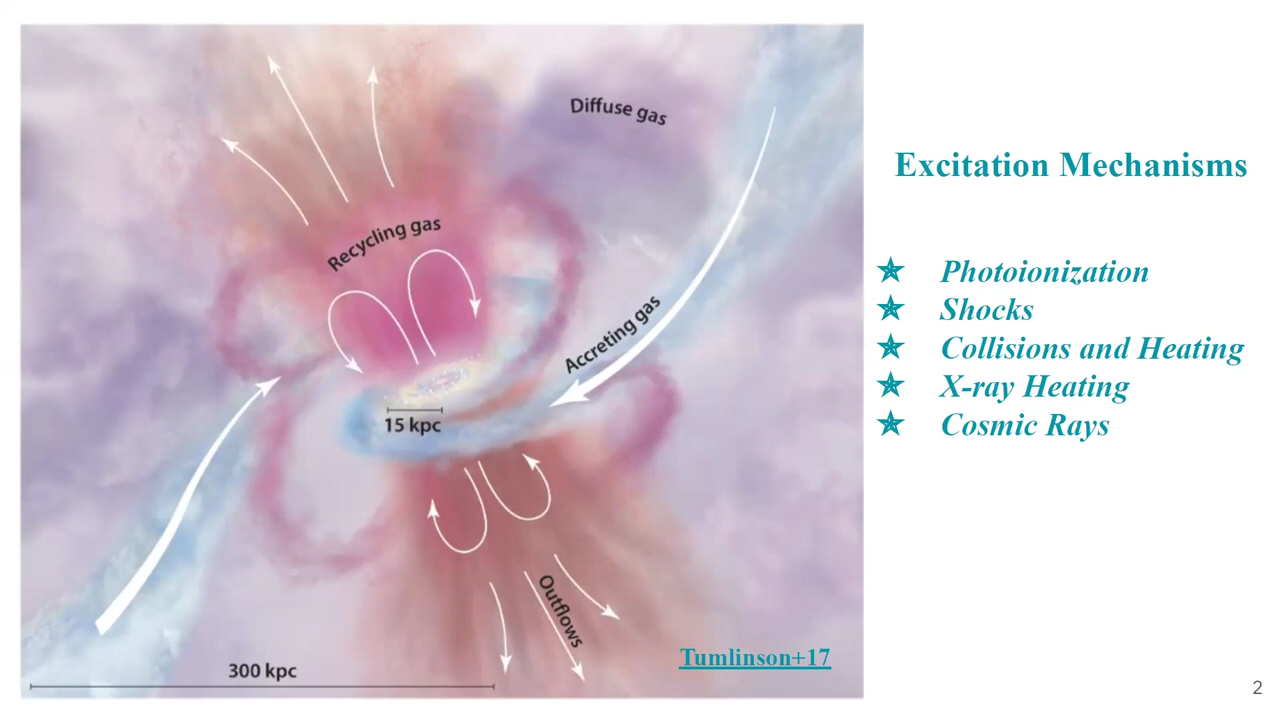 Diffuse gas
Recycling gas
Accreting gas
15 kpc
Outflows
Tumlinson+17
300 kpc
Excitation Mechanisms
★ Photoionization
★ Shocks
★ Collisions and Heating
★ X-ray Heating
★ Cosmic Rays
2